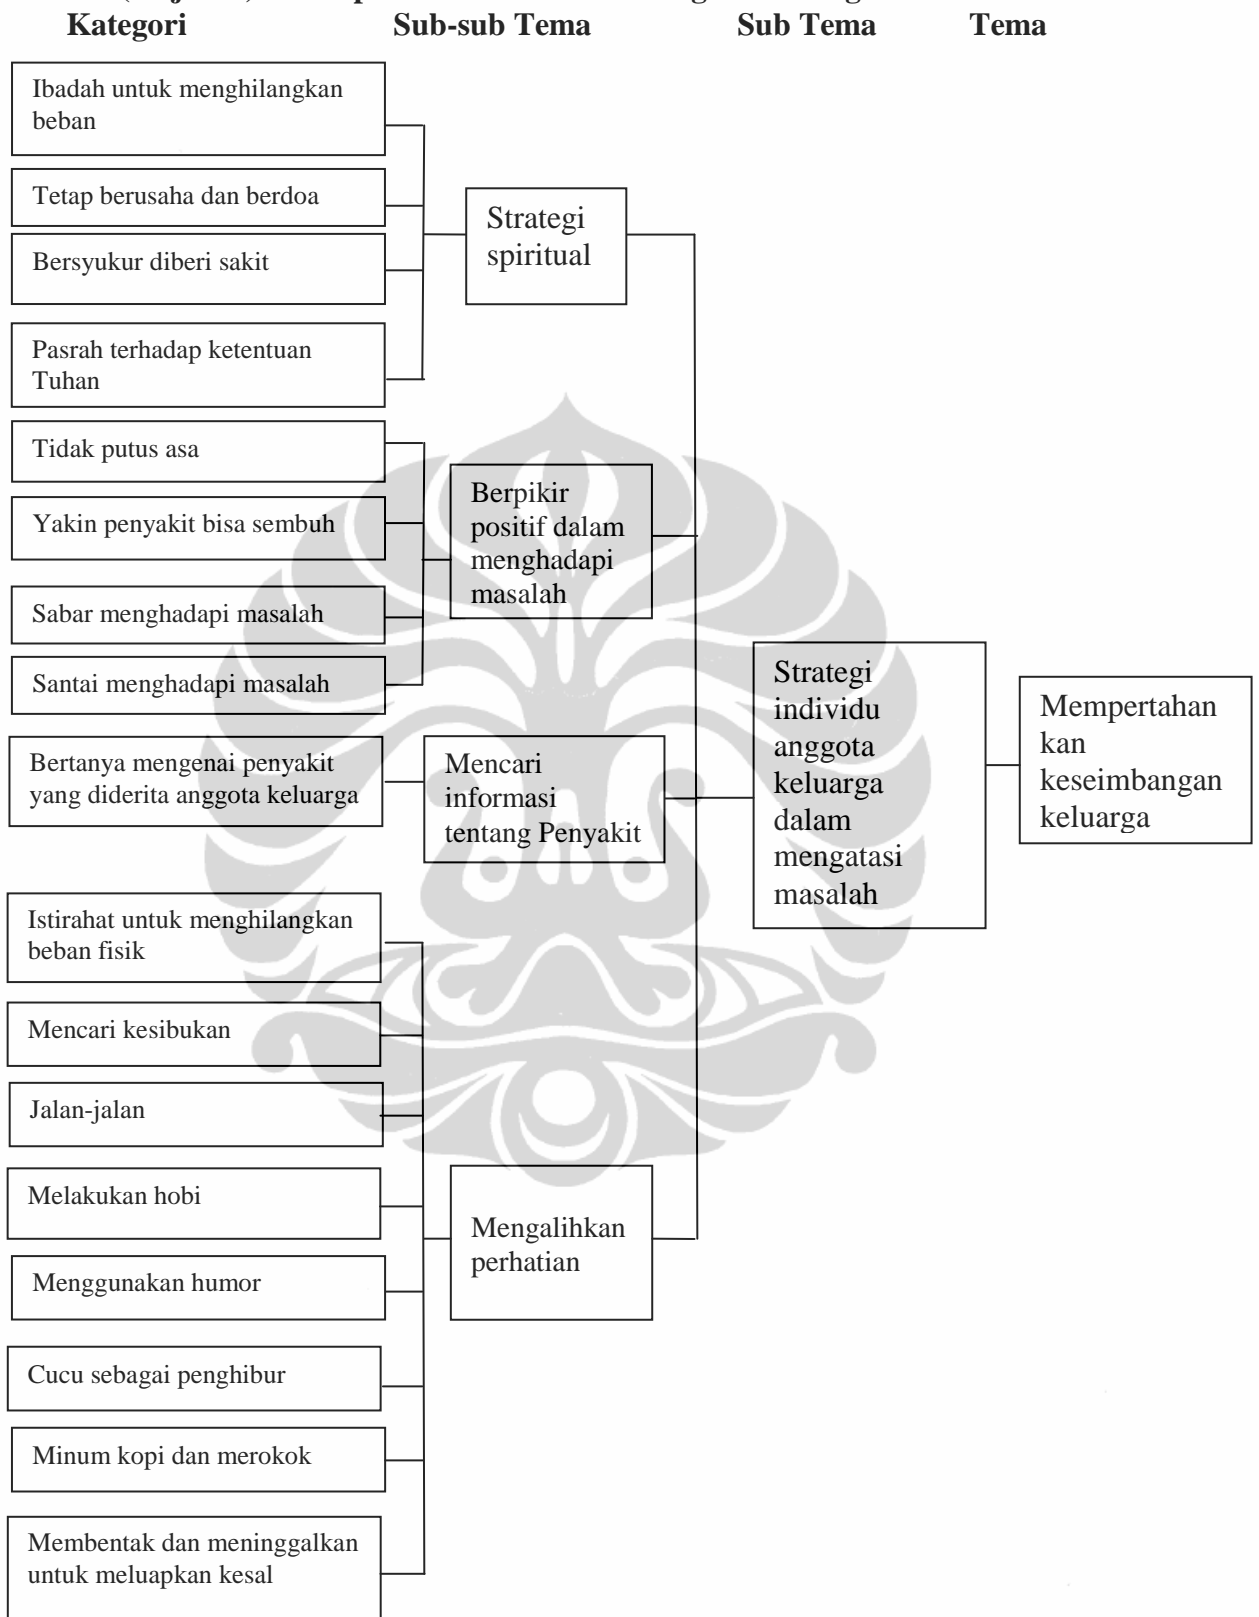 Kategori Sub-sub Tema Sub Tema Tema
Ibadah untuk menghilangkan
beban
Tetap berusaha dan berdoa
Bersyukur diberi sakit
Pasrah terhadap ketentuan
Tuhan
Strategi
spiritual
Tidak putus asa
Yakin penyakit bisa sembuh
Sabar menghadapi masalah
Santai menghadapi masalah
Berpikir
positif dalam
menghadapi
masalah
Bertanya mengenai penyakit
yang diderita anggota keluarga
Mencari
informasi
tentang Penyakit
Strategi
individu
anggota
keluarga
dalam
mengatasi
masalah
Mempertahan
kan
keseimbangan
keluarga
Istirahat untuk menghilangkan
beban fisik
Mencari kesibukan
Jalan-jalan
Melakukan hobi
Menggunakan humor
Cucu sebagai penghibur
Minum kopi dan merokok
Membentak dan meninggalkan
untuk meluapkan kesal
Mengalihkan
perhatian